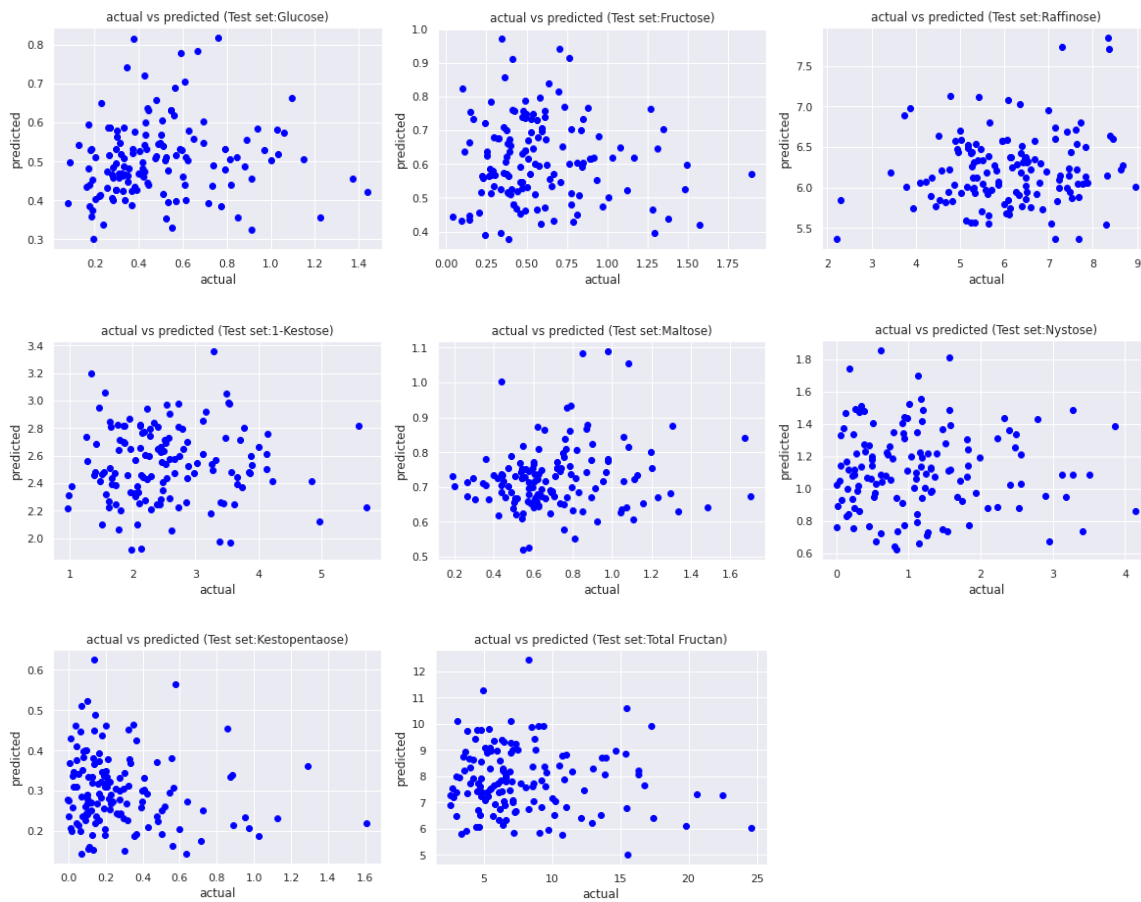 actual vs predicted (Test set:Glucose)
0.8
0.7
0.6
0.5
0.4
0.3
predicted
0.2 0.4 0.6 0.8 1.0 1.2 1.4
actual
actual vs predicted (Test set:Fructose)
1.0
0.9
0.8
0.7
0.6
0.5
0.4
predicted
0.00 0.25 0.50 0.75 1.00 1.25 1.50 1.75
actual
actual vs predicted (Test set:Raffinose)
7.5
7.0
6.5
6.0
5.5
predicted
2 3 4 5 6 7 8 9
actual
actual vs predicted (Test set:1-Kestose)
3.4
3.2
3.0
2.8
2.6
2.4
2.2
2.0
predicted
1 2 3 4 5
actual
actual vs predicted (Test set:Maltose)
1.1
1.0
0.9
0.8
0.7
0.6
0.5
predicted
0.2 0.4 0.6 0.8 1.0 1.2 1.4 1.6
actual
actual vs predicted (Test set:Nystose)
1.8
1.6
1.4
1.2
1.0
0.8
0.6
predicted
0 1 2 3 4
actual
actual vs predicted (Test set:Kestopentaose)
0.6
0.5
0.4
0.3
0.2
predicted
0.0 0.2 0.4 0.6 0.8 1.0 1.2 1.4 1.6
actual
actual vs predicted (Test set:Total Fructan)
12
11
10
9
8
7
6
5
predicted
5 10 15 20 25
actual